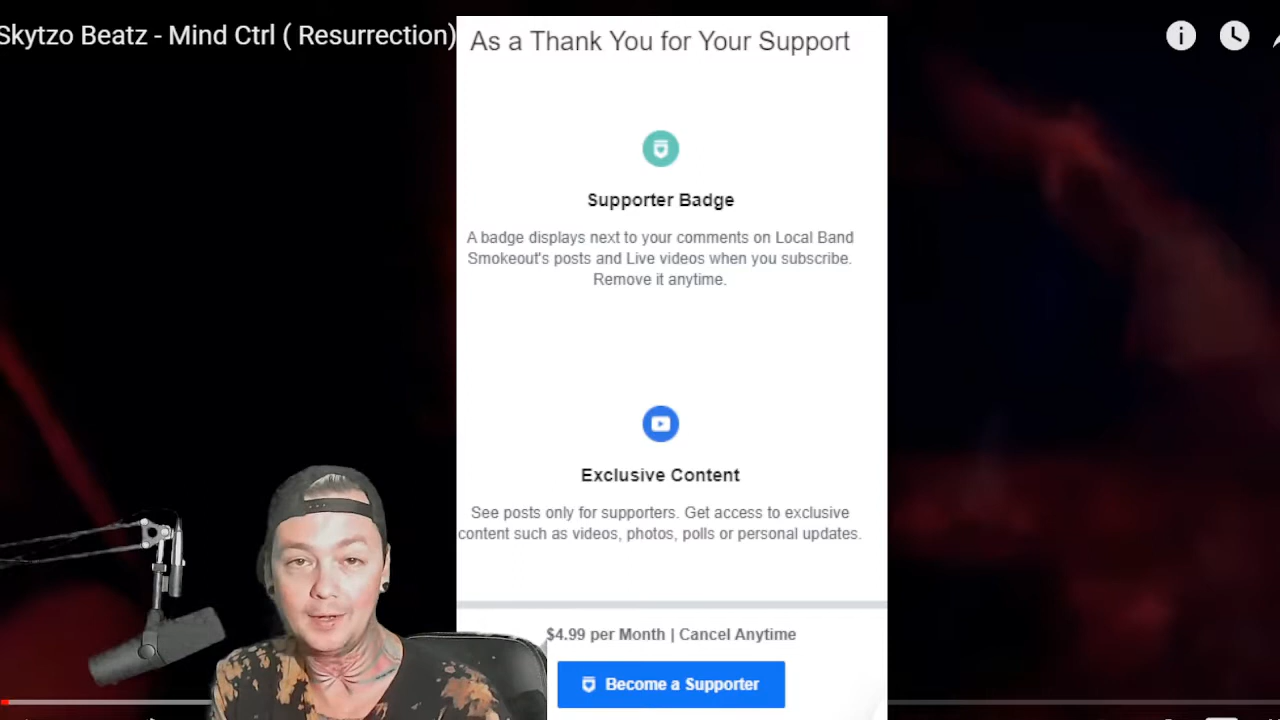 Skytzo Beatz - Mind Ctrl ( Resurrection)
As a Thank You for Your Support
Supporter Badge
A badge displays next to your comments on Local Band
Smokeout's posts and Live videos when you subscribe.
Remove it anytime.
Exclusive Content
See posts only for supporters. Get access to exclusive
content such as videos, photos, polls or personal updates.
$4.99 per Month | Cancel Anytime
Become a Supporter